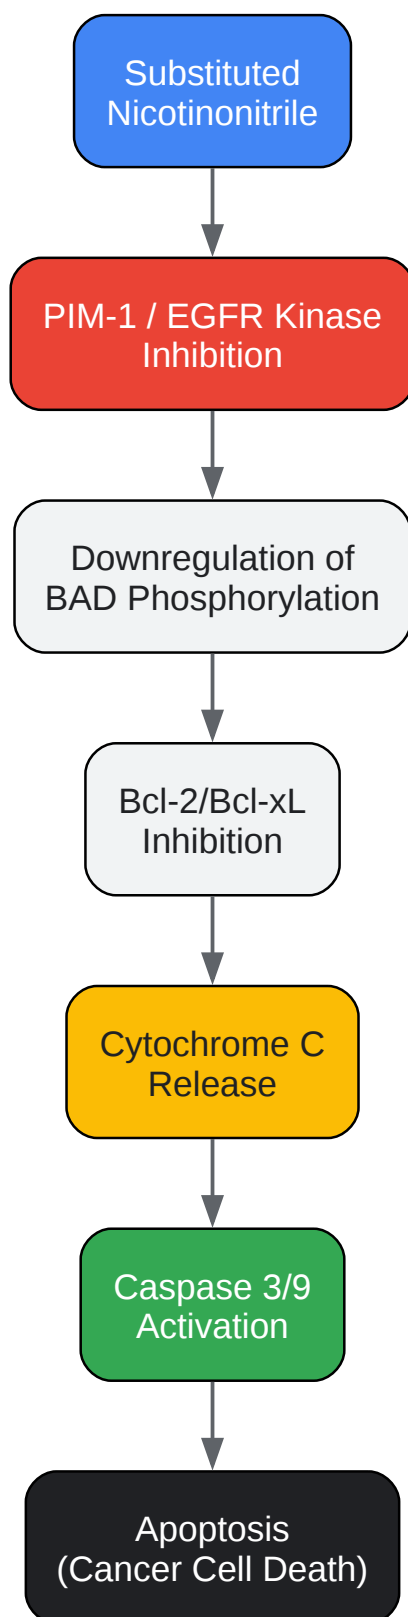 Substituted
Nicotinonitrile
PIM-1 / EGFR Kinase
Inhibition
Downregulation of
BAD Phosphorylation
Bcl-2/Bcl-xL
Inhibition
Cytochrome C
Release
Caspase 3/9
Activation
Apoptosis
(Cancer Cell Death)